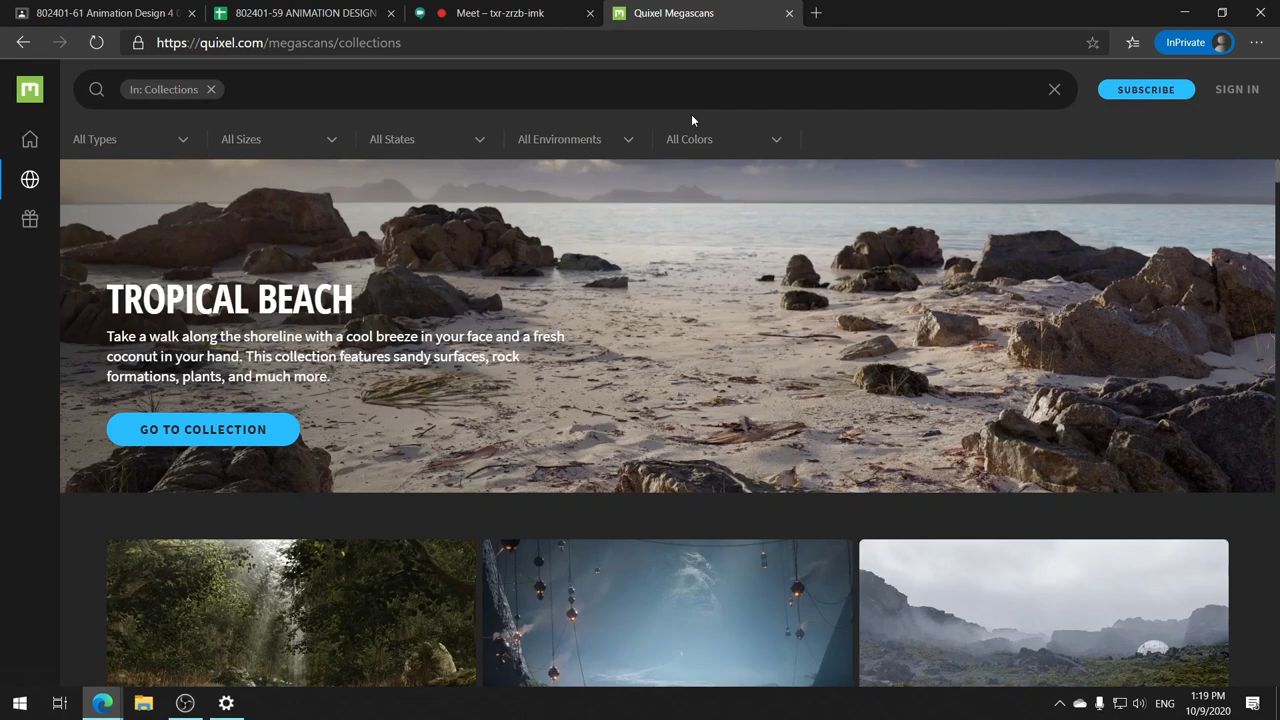 802401-61 Animation Design 4 (
802401-59 ANIMATION DESIGN
Meet – txr-zrzb-imk
Quixel Megascans
https://quixel.com/megascans/collections
InPrivate
In: Collections
SUBSCRIBE
SIGN IN
All Types
All Sizes
All States
All Environments
All Colors
TROPICAL BEACH
Take a walk along the shoreline with a cool breeze in your face and a fresh
coconut in your hand. This collection features sandy surfaces, rock
formations, plants, and much more.
GO TO COLLECTION
ENG
1:19 PM
10/9/2020